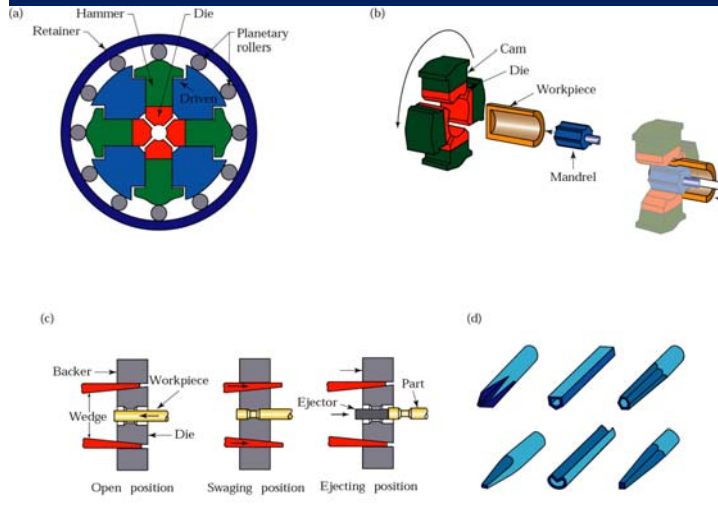 (a)
Hammer
Die
Retainer
Planetary
rollers
Driven
(b)
Cam
Die
Workpiece
Mandrel
(c)
Backer
Workpiece
Wedge
Die
Open position
Swaging position
Ejector
Part
Ejecting position
(d)